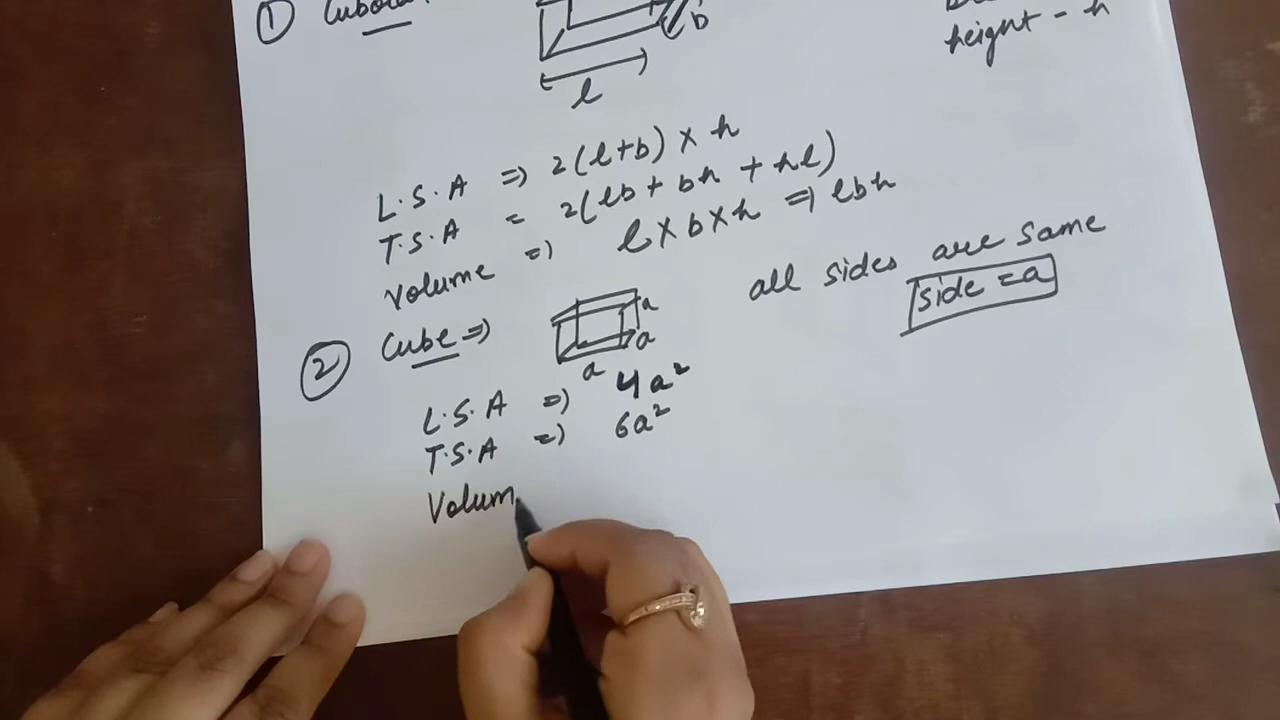 ① Cuboid
b
height - h
l
L.S.A => 2(l+b) × h
T.S.A = 2(lb + bh + hl)
Volume => l×b×h => lbh
all sides are same
side = a
② Cube =>
a
a
a
L.S.A => 4a²
T.S.A => 6a²
Volum